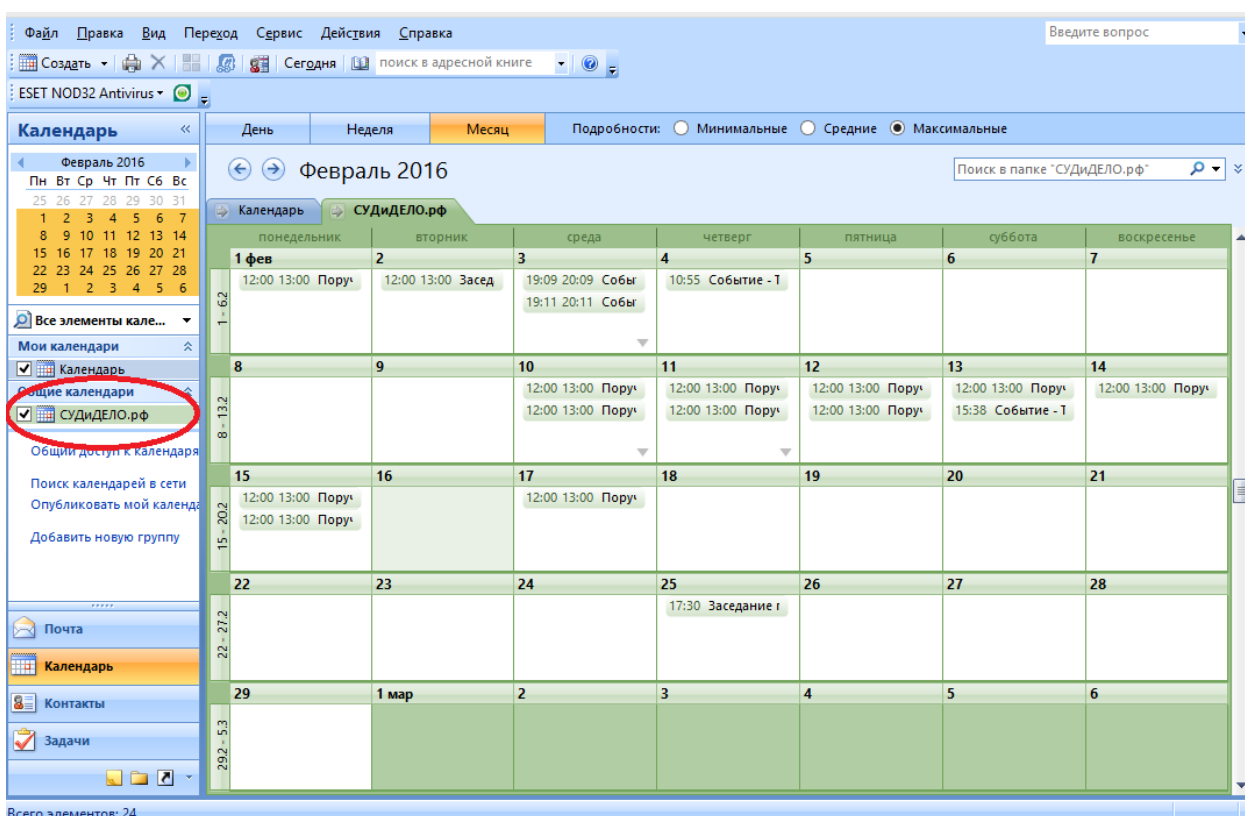 Файл Правка Вид Переход Сервис Действия Справка Введите вопрос
Создать Сегодня поиск в адресной книге
ESET NOD32 Antivirus
Календарь « День Неделя Месяц Подробности: Минимальные Средние Максимальные
Февраль 2016
Пн Вт Ср Чт Пт Сб Вс
25 26 27 28 29 30 31
1 2 3 4 5 6 7
8 9 10 11 12 13 14
15 16 17 18 19 20 21
22 23 24 25 26 27 28
29 1 2 3 4 5 6
Все элементы кале...
Мои календари
Календарь
Общие календари
СУДиДЕЛО.рф
Общий доступ к календаря
Поиск календарей в сети
Опубликовать мой календа
Добавить новую группу
Почта
Календарь
Контакты
Задачи
Февраль 2016 Поиск в папке "СУДиДЕЛО.рф"
Календарь СУДиДЕЛО.рф
понедельник вторник среда четверг пятница суббота воскресенье
1 - 6.2
1 фев 2 3 4 5 6 7
12:00 13:00 Пору 12:00 13:00 Засед 19:09 20:09 Событ 10:55 Событие - Т
19:11 20:11 Событ
8 - 13.2
8 9 10 11 12 13 14
12:00 13:00 Пору 12:00 13:00 Пору 12:00 13:00 Пору 12:00 13:00 Пору 12:00 13:00 Пору
12:00 13:00 Пору 12:00 13:00 Пору 12:00 13:00 Пору 15:38 Событие - Т
15 - 20.2
15 16 17 18 19 20 21
12:00 13:00 Пору 12:00 13:00 Пору
12:00 13:00 Пору
22 - 27.2
22 23 24 25 26 27 28
17:30 Заседание г
29.2 - 5.3
29 1 мар 2 3 4 5 6
Всего элементов: 24